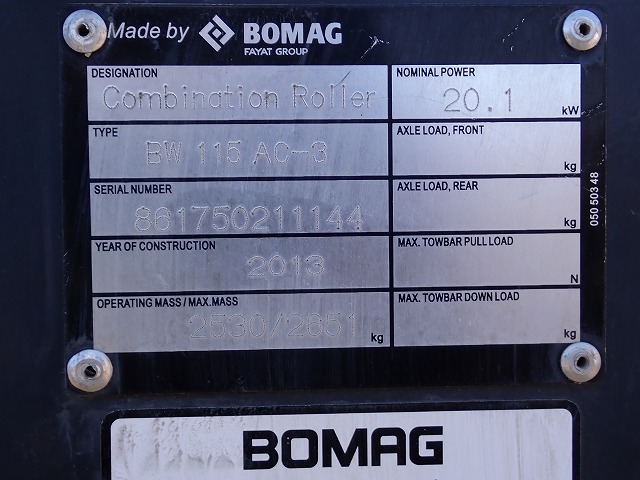 Made by BOMAG
FAYAT GROUP
DESIGNATION
Combination Roller
NOMINAL POWER
20.1 kW
TYPE
BW 115 AC-3
AXLE LOAD, FRONT
kg
SERIAL NUMBER
861750211144
AXLE LOAD, REAR
kg
YEAR OF CONSTRUCTION
2013
MAX. TOWBAR PULL LOAD
N
OPERATING MASS / MAX.MASS
2530/2651 kg
MAX. TOWBAR DOWN LOAD
kg
050 503 48
BOMAG